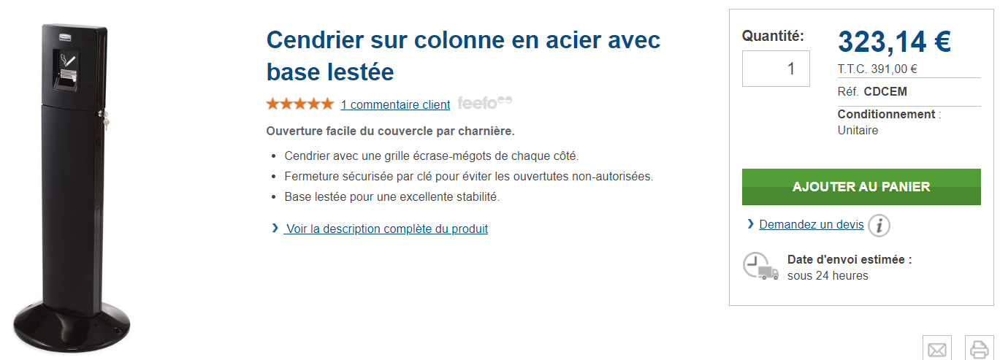 Cendrier sur colonne en acier avec
base lestée
1 commentaire client feefo
Ouverture facile du couvercle par charnière.
Cendrier avec une grille écrase-mégots de chaque côté.
Fermeture sécurisée par clé pour éviter les ouvertutes non-autorisées.
Base lestée pour une excellente stabilité.
Voir la description complète du produit
Quantité:
1
323,14 €
T.T.C. 391,00 €
Réf. CDCEM
Conditionnement :
Unitaire
AJOUTER AU PANIER
Demandez un devis i
Date d'envoi estimée :
sous 24 heures